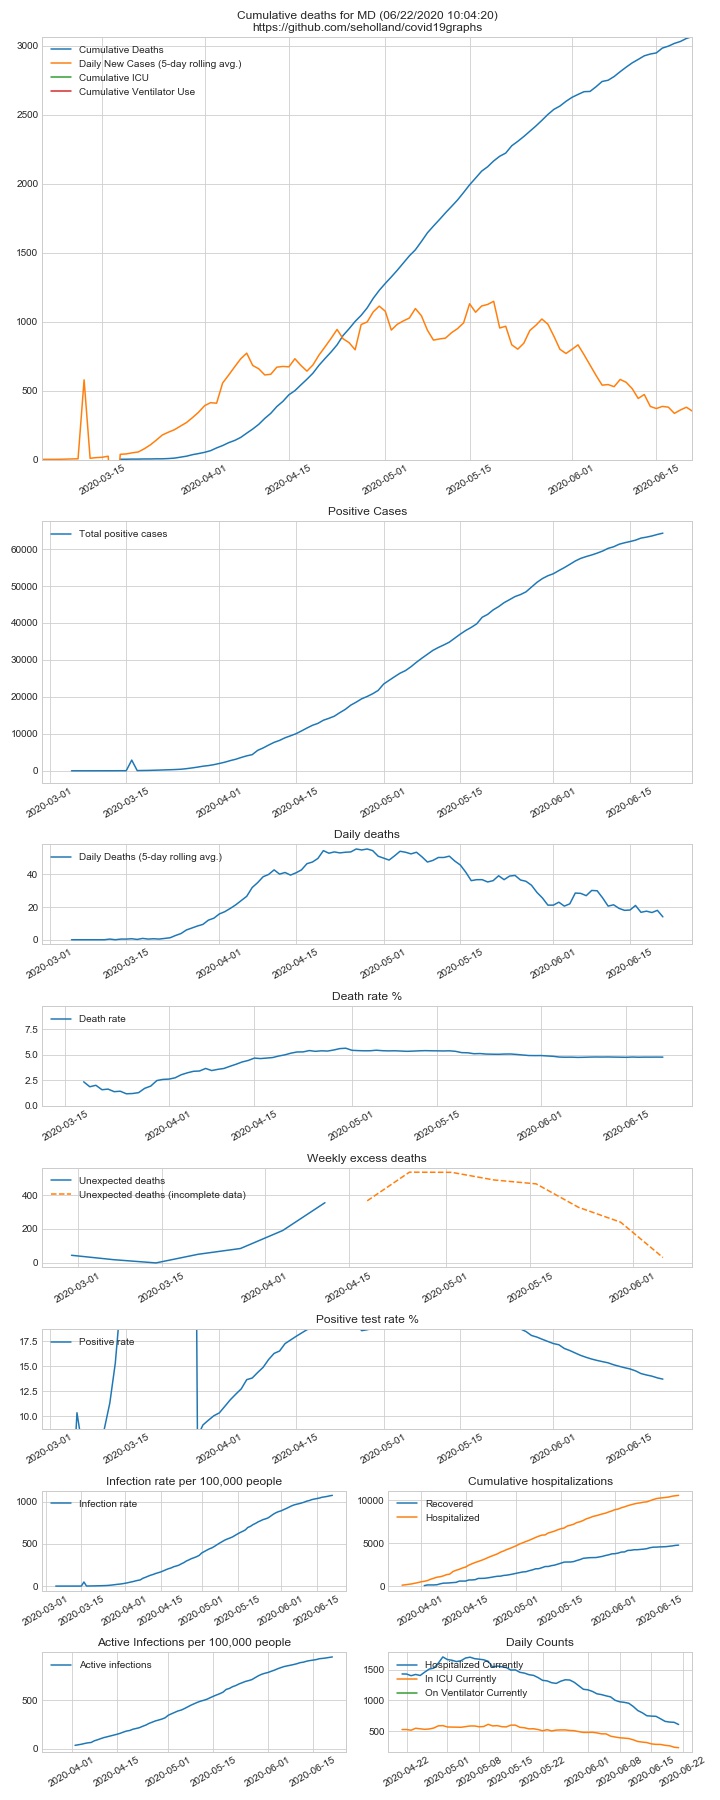 Cumulative deaths for MD (06/22/2020 10:04:20)
https://github.com/seholland/covid19graphs
Cumulative Deaths
Daily New Cases (5-day rolling avg.)
Cumulative ICU
Cumulative Ventilator Use
3000
2500
2000
1500
1000
500
0
2020-03-15 2020-04-01 2020-04-15 2020-05-01 2020-05-15 2020-06-01 2020-06-15
Positive Cases
Total positive cases
60000
50000
40000
30000
20000
10000
0
2020-03-01 2020-03-15 2020-04-01 2020-04-15 2020-05-01 2020-05-15 2020-06-01 2020-06-15
Daily deaths
Daily Deaths (5-day rolling avg.)
40
20
0
2020-03-01 2020-03-15 2020-04-01 2020-04-15 2020-05-01 2020-05-15 2020-06-01 2020-06-15
Death rate %
Death rate
7.5
5.0
2.5
0.0
2020-03-15 2020-04-01 2020-04-15 2020-05-01 2020-05-15 2020-06-01 2020-06-15
Weekly excess deaths
Unexpected deaths
Unexpected deaths (incomplete data)
400
200
0
2020-03-01 2020-03-15 2020-04-01 2020-04-15 2020-05-01 2020-05-15 2020-06-01
Positive test rate %
Positive rate
17.5
15.0
12.5
10.0
2020-03-01 2020-03-15 2020-04-01 2020-04-15 2020-05-01 2020-05-15 2020-06-01 2020-06-15
Infection rate per 100,000 people
Infection rate
1000
500
0
2020-03-01 2020-03-15 2020-04-01 2020-04-15 2020-05-01 2020-05-15 2020-06-01 2020-06-15
Cumulative hospitalizations
Recovered
Hospitalized
10000
5000
0
2020-04-01 2020-04-15 2020-05-01 2020-05-15 2020-06-01 2020-06-15
Active Infections per 100,000 people
Active infections
500
0
2020-04-01 2020-04-15 2020-05-01 2020-05-15 2020-06-01 2020-06-15
Daily Counts
Hospitalized Currently
In ICU Currently
On Ventilator Currently
1500
1000
500
2020-04-22 2020-05-01 2020-05-08 2020-05-15 2020-05-22 2020-06-01 2020-06-08 2020-06-15 2020-06-22